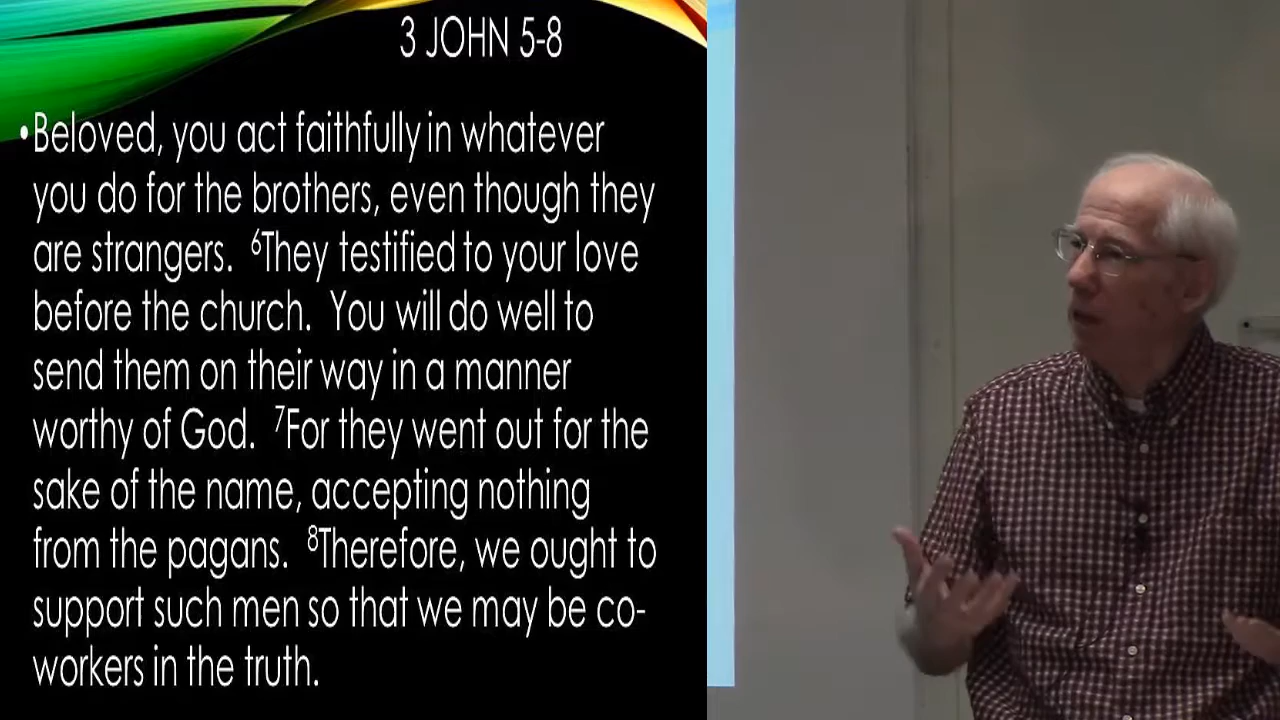 3 JOHN 5-8
•Beloved, you act faithfully in whatever
you do for the brothers, even though they
are strangers. ⁶They testified to your love
before the church. You will do well to
send them on their way in a manner
worthy of God. ⁷For they went out for the
sake of the name, accepting nothing
from the pagans. ⁸Therefore, we ought to
support such men so that we may be co-
workers in the truth.